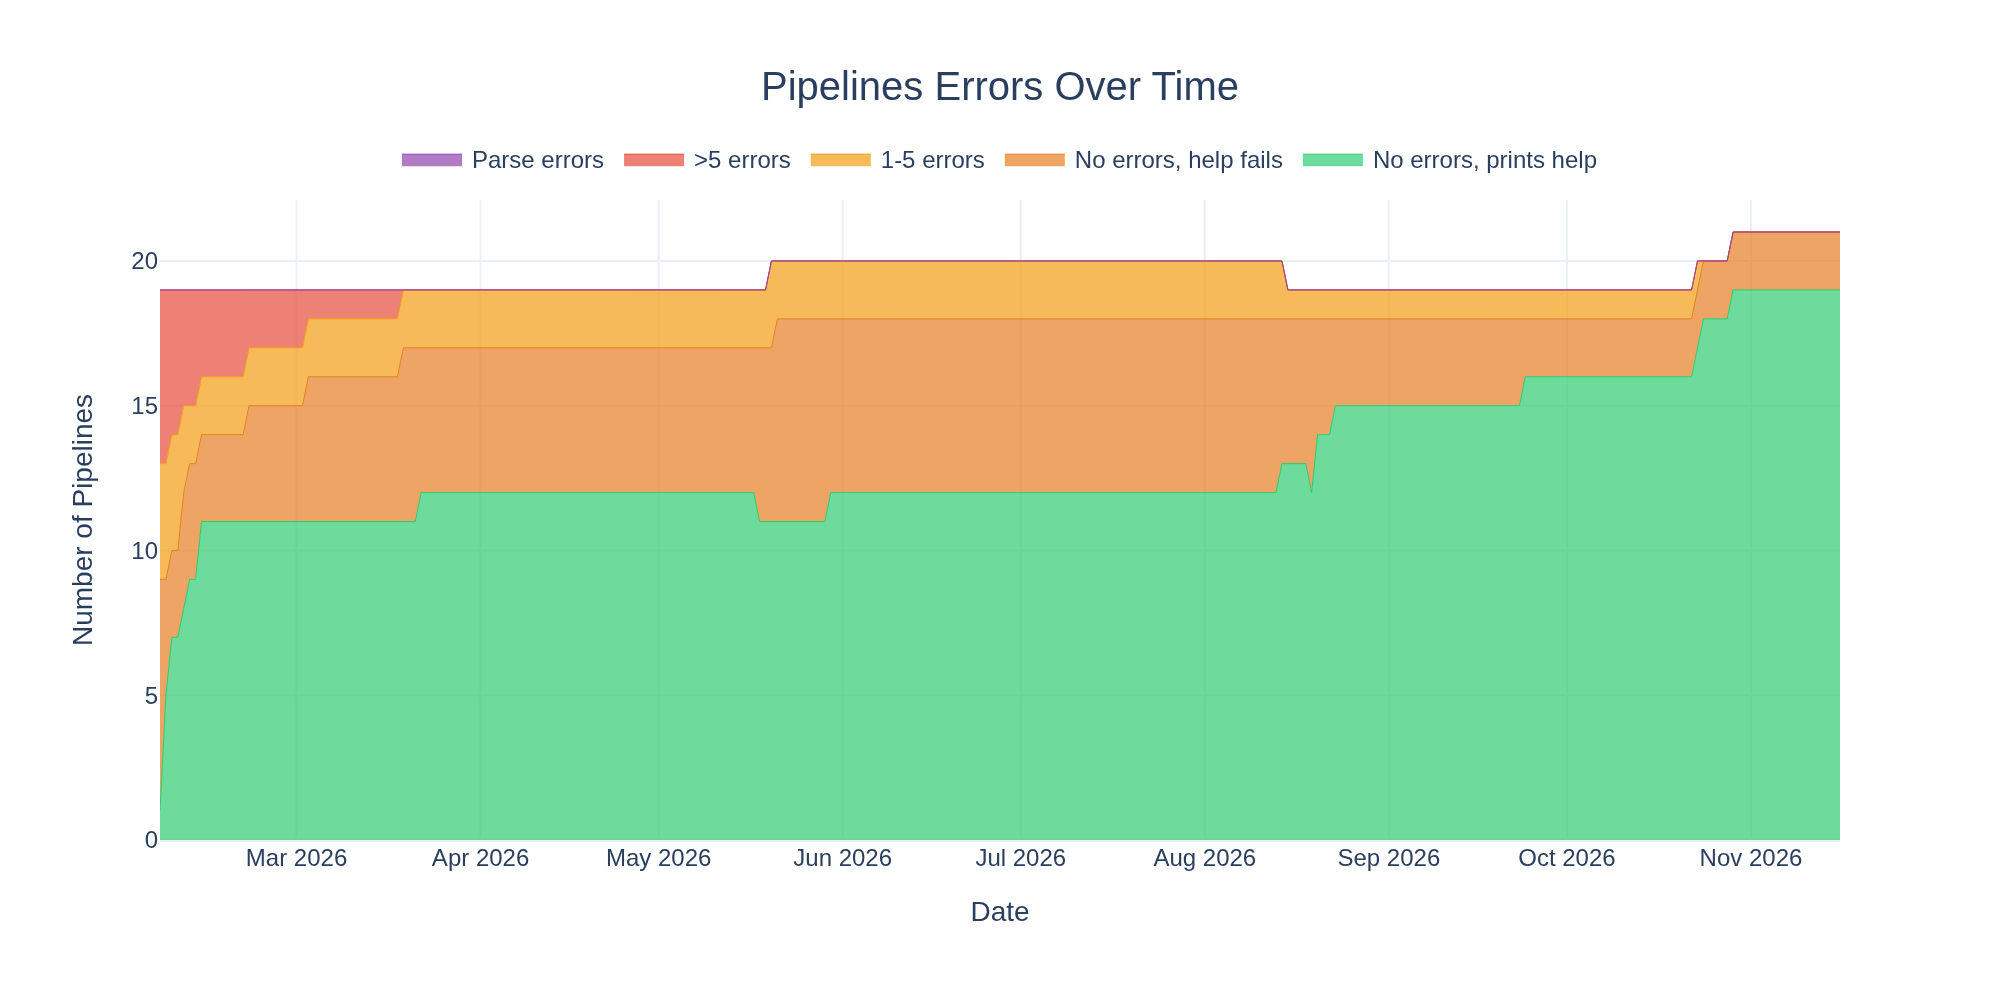 Pipelines Errors Over Time
Parse errors >5 errors 1-5 errors No errors, help fails No errors, prints help
20
15
10
5
0
Number of Pipelines
Mar 2026 Apr 2026 May 2026 Jun 2026 Jul 2026 Aug 2026 Sep 2026 Oct 2026 Nov 2026
Date